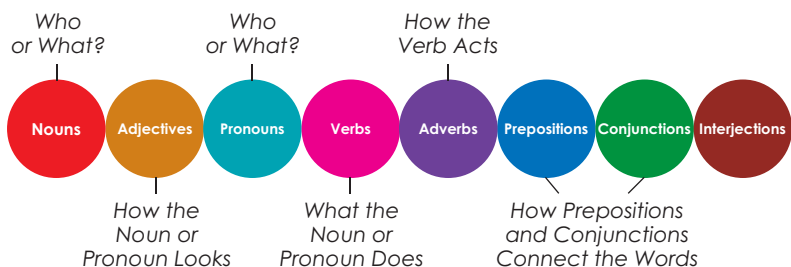 Who
or What?
Who
or What?
How the
Verb Acts
Nouns
Adjectives
Pronouns
Verbs
Adverbs
Prepositions
Conjunctions
Interjections
How the
Noun or
Pronoun Looks
What the
Noun or
Pronoun Does
How Prepositions
and Conjunctions
Connect the Words